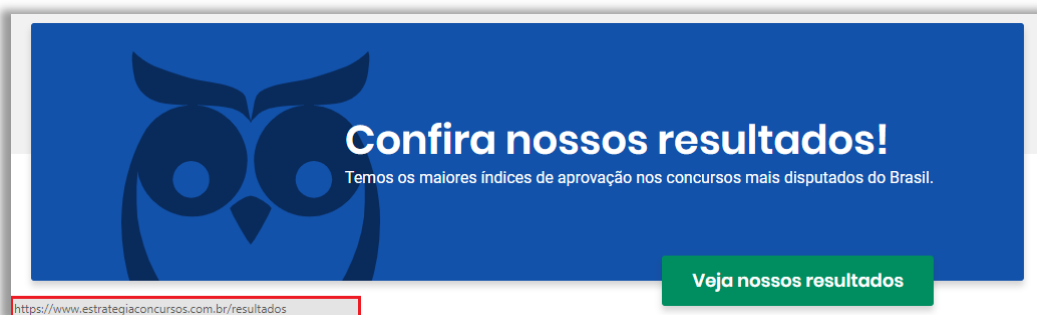 Confira nossos resultados!
Temos os maiores índices de aprovação nos concursos mais disputados do Brasil.
Veja nossos resultados
https://www.estrategiaconcursos.com.br/resultados